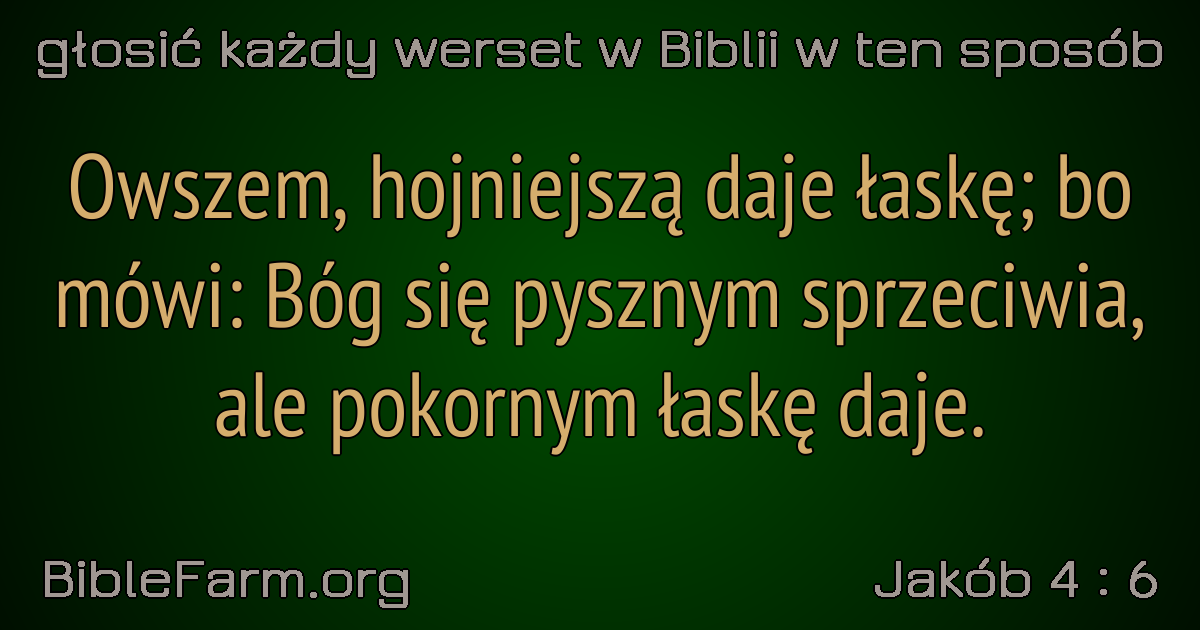 głosić każdy werset w Biblii w ten sposób
Owszem, hojniejszą daje łaskę; bo
mówi: Bóg się pysznym sprzeciwia,
ale pokornym łaskę daje.
BibleFarm.org
Jakób 4 : 6